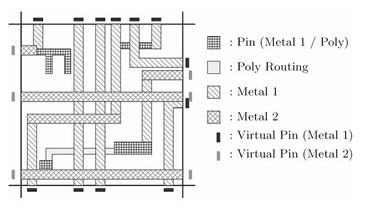 : Pin (Metal 1 / Poly)
: Poly Routing
: Metal 1
: Metal 2
: Virtual Pin (Metal 1)
: Virtual Pin (Metal 2)